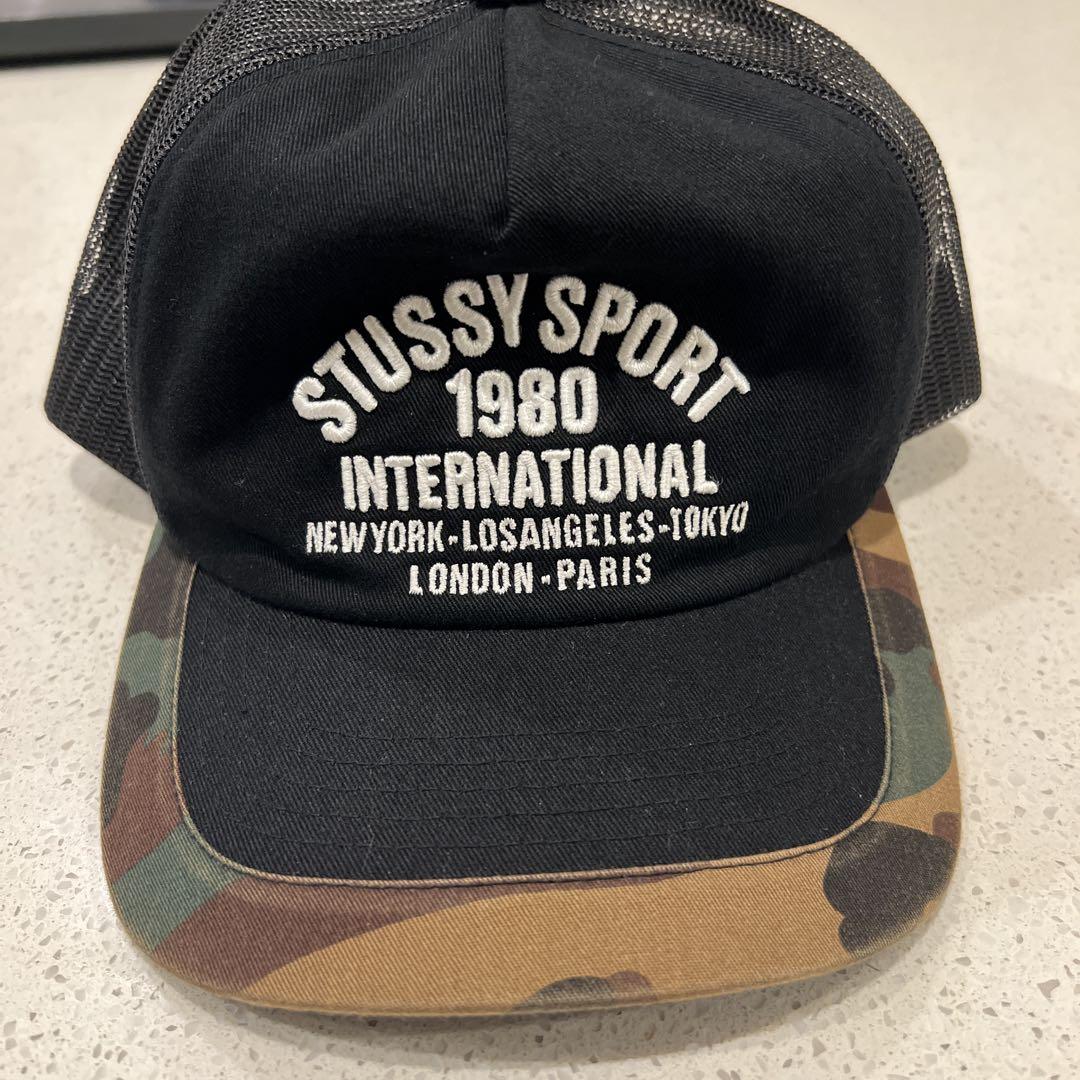 STUSSY SPORT
1980
INTERNATIONAL
NEWYORK-LOSANGELES-TOKYO
LONDON-PARIS